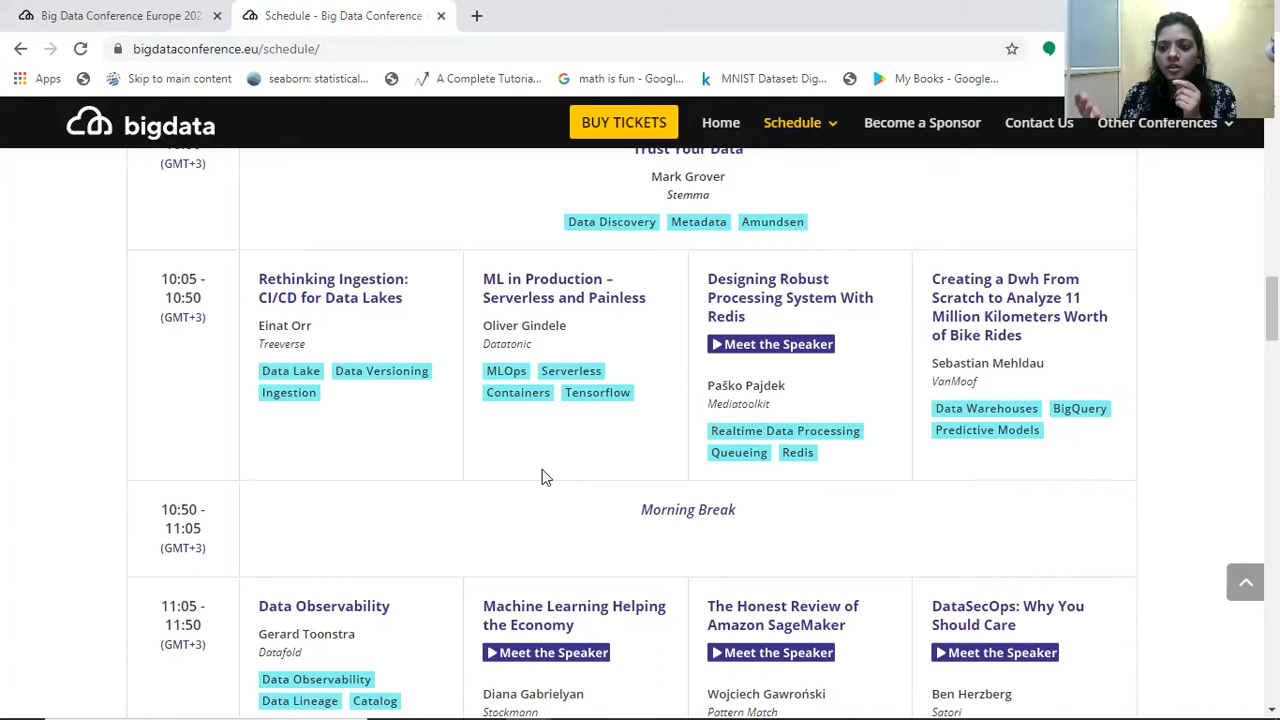 Big Data Conference Europe 202
Schedule - Big Data Conference
bigdataconference.eu/schedule/
Apps
Skip to main content
seaborn: statistical...
A Complete Tutoria...
math is fun - Googl...
MNIST Dataset: Dig...
My Books - Google...
bigdata
BUY TICKETS
Home
Schedule
Become a Sponsor
Contact Us
Other Conferences
(GMT+3)
Trust Your Data
Mark Grover
Stemma
Data Discovery Metadata Amundsen
10:05 -
10:50
(GMT+3)
Rethinking Ingestion:
CI/CD for Data Lakes
Einat Orr
Treeverse
Data Lake Data Versioning
Ingestion
ML in Production –
Serverless and Painless
Oliver Gindele
Datatonic
MLOps Serverless
Containers Tensorflow
Designing Robust
Processing System With
Redis
Meet the Speaker
Paško Pajdek
Mediatoolkit
Realtime Data Processing
Queueing Redis
Creating a Dwh From
Scratch to Analyze 11
Million Kilometers Worth
of Bike Rides
Sebastian Mehldau
VanMoof
Data Warehouses BigQuery
Predictive Models
10:50 -
11:05
(GMT+3)
Morning Break
11:05 -
11:50
(GMT+3)
Data Observability
Gerard Toonstra
Datafold
Data Observability
Data Lineage Catalog
Machine Learning Helping
the Economy
Meet the Speaker
Diana Gabrielyan
Stockmann
The Honest Review of
Amazon SageMaker
Meet the Speaker
Wojciech Gawroński
Pattern Match
DataSecOps: Why You
Should Care
Meet the Speaker
Ben Herzberg
Satori